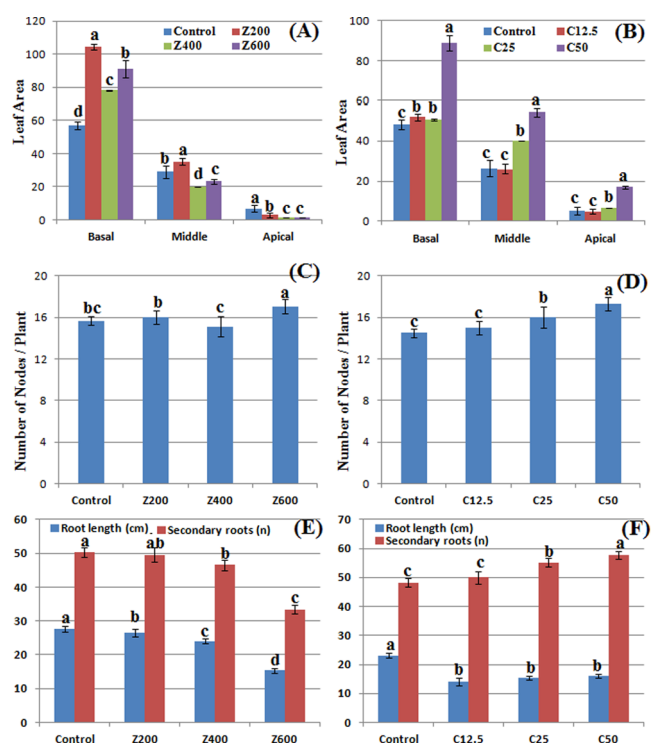 Control Z200 (A)
Z400 Z600
Leaf Area
120
100
80
60
40
20
0
d a c b
b a d c
a b c c
Basal Middle Apical
Control C12.5 (B)
C25 C50
Leaf Area
100
80
60
40
20
0
c b b a
c c b a
c c b a
Basal Middle Apical
(C)
Number of Nodes / Plant
20
16
12
8
4
0
bc b c a
Control Z200 Z400 Z600
(D)
Number of Nodes / Plant
20
16
12
8
4
0
c c b a
Control C12.5 C25 C50
Root length (cm) Secondary roots (n) (E)
60
50
40
30
20
10
0
a ab b c
a b c d
Control Z200 Z400 Z600
Root length (cm) (F)
Secondary roots (n)
70
60
50
40
30
20
10
0
c c b a
a b b b
Control C12.5 C25 C50